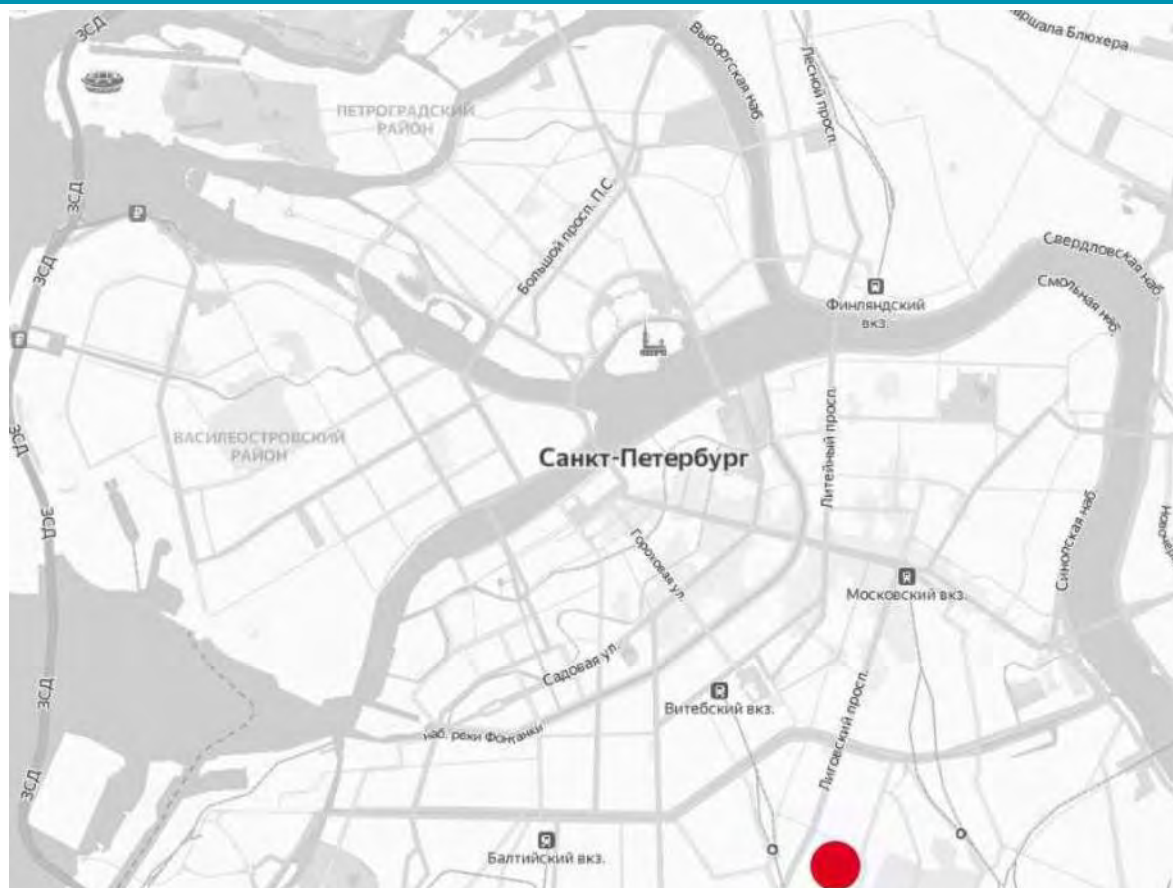 ЗСД
Выборгская наб.
Лесной просп.
Маршала Блюхера
ПЕТРОГРАДСКИЙ
РАЙОН
ЗСД
Большой просп. П.С.
ЗСД
Свердловская наб.
Смольная наб.
Финляндский
вкз.
ВАСИЛЕОСТРОВСКИЙ
РАЙОН
ЗСД
Санкт-Петербург
Литейный просп.
ЗСД
Гороховая ул.
Синопская наб.
Московский вкз.
Садовая ул.
ЗСД
Витебский вкз.
наб. реки Фонтанки
Лиговский просп.
ЗСД
Балтийский вкз.